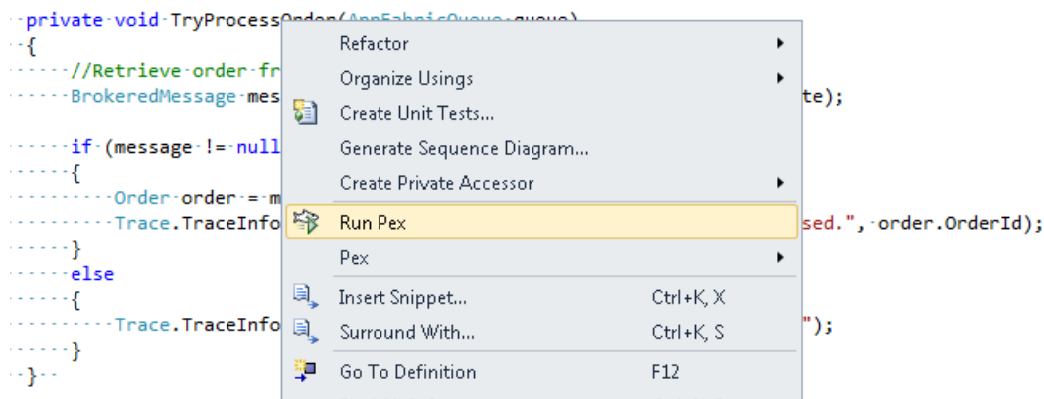 private void TryProcessOrder(AppFabricQueue queue)
{
//Retrieve order fr
BrokeredMessage mes te);
if (message != null
{
Order order = m
Trace.TraceInfo sed.", order.OrderId);
}
else
{
Trace.TraceInfo ");
}
}
Refactor
Organize Usings
Create Unit Tests...
Generate Sequence Diagram...
Create Private Accessor
Run Pex
Pex
Insert Snippet... Ctrl+K, X
Surround With... Ctrl+K, S
Go To Definition F12